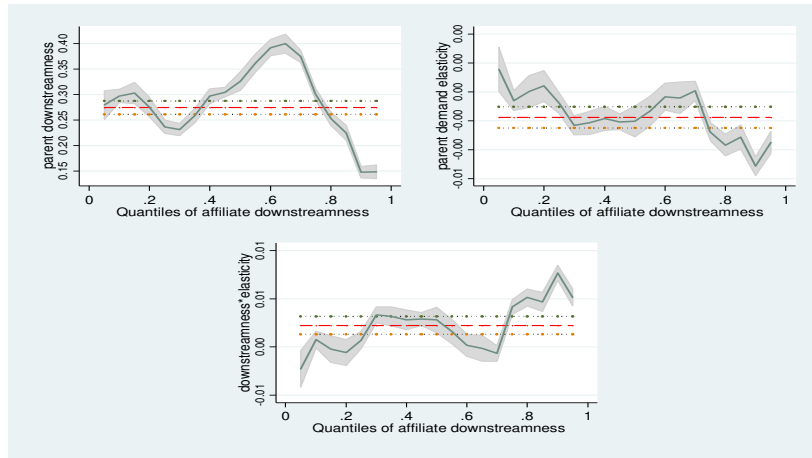 parent downstreamness
0.40
0.35
0.30
0.25
0.20
0.15
0 .2 .4 .6 .8 1
Quantiles of affiliate downstreamness
parent demand elasticity
0.00
0.00
0.00
-0.00
-0.00
-0.01
0 .2 .4 .6 .8 1
Quantiles of affiliate downstreamness
downstreamness*elasticity
0.01
0.01
0.00
-0.01
0 .2 .4 .6 .8 1
Quantiles of affiliate downstreamness